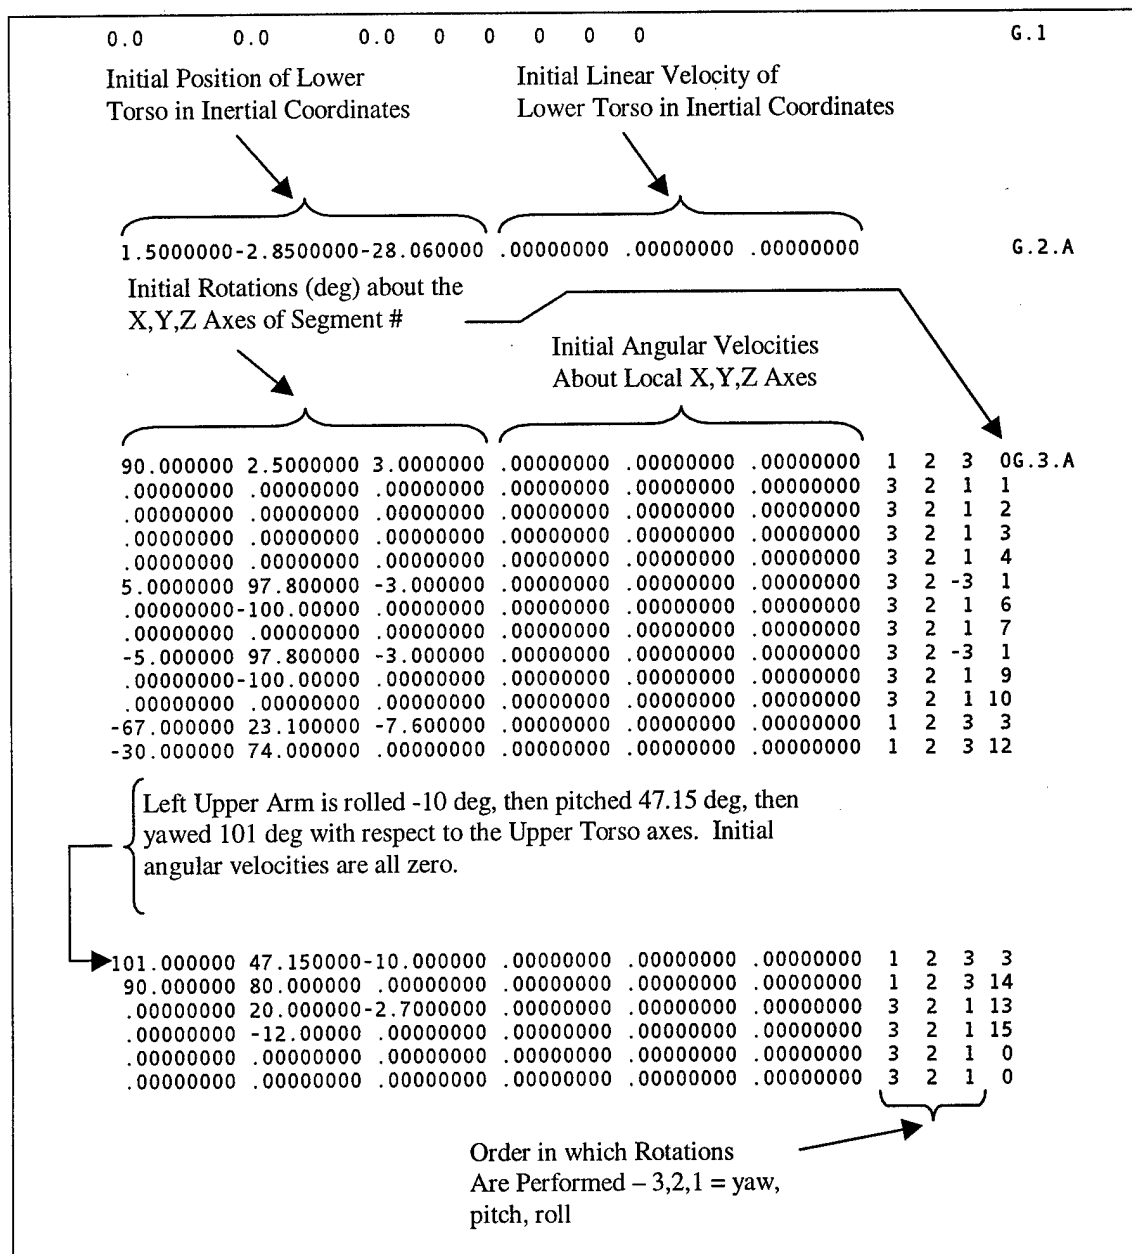 0.0 0.0 0.0 0 0 0 0 0 G.1
Initial Position of Lower
Torso in Inertial Coordinates
Initial Linear Velocity of
Lower Torso in Inertial Coordinates
1.5000000-2.8500000-28.060000 .00000000 .00000000 .00000000 G.2.A
Initial Rotations (deg) about the
X,Y,Z Axes of Segment #
Initial Angular Velocities
About Local X,Y,Z Axes
90.000000 2.5000000 3.0000000 .00000000 .00000000 .00000000 1 2 3 0G.3.A
.00000000 .00000000 .00000000 .00000000 .00000000 .00000000 3 2 1 1
.00000000 .00000000 .00000000 .00000000 .00000000 .00000000 3 2 1 2
.00000000 .00000000 .00000000 .00000000 .00000000 .00000000 3 2 1 3
.00000000 .00000000 .00000000 .00000000 .00000000 .00000000 3 2 1 4
5.0000000 97.800000 -3.000000 .00000000 .00000000 .00000000 3 2 -3 1
.00000000-100.00000 .00000000 .00000000 .00000000 .00000000 3 2 1 6
.00000000 .00000000 .00000000 .00000000 .00000000 .00000000 3 2 1 7
-5.000000 97.800000 -3.000000 .00000000 .00000000 .00000000 3 2 -3 1
.00000000-100.00000 .00000000 .00000000 .00000000 .00000000 3 2 1 9
.00000000 .00000000 .00000000 .00000000 .00000000 .00000000 3 2 1 10
-67.000000 23.100000 -7.600000 .00000000 .00000000 .00000000 1 2 3 3
-30.000000 74.000000 .00000000 .00000000 .00000000 .00000000 1 2 3 12
Left Upper Arm is rolled -10 deg, then pitched 47.15 deg, then
yawed 101 deg with respect to the Upper Torso axes. Initial
angular velocities are all zero.
101.000000 47.150000-10.000000 .00000000 .00000000 .00000000 1 2 3 3
90.000000 80.000000 .00000000 .00000000 .00000000 .00000000 1 2 3 14
.00000000 20.000000-2.7000000 .00000000 .00000000 .00000000 3 2 1 13
.00000000 -12.00000 .00000000 .00000000 .00000000 .00000000 3 2 1 15
.00000000 .00000000 .00000000 .00000000 .00000000 .00000000 3 2 1 0
.00000000 .00000000 .00000000 .00000000 .00000000 .00000000 3 2 1 0
Order in which Rotations
Are Performed – 3,2,1 = yaw,
pitch, roll